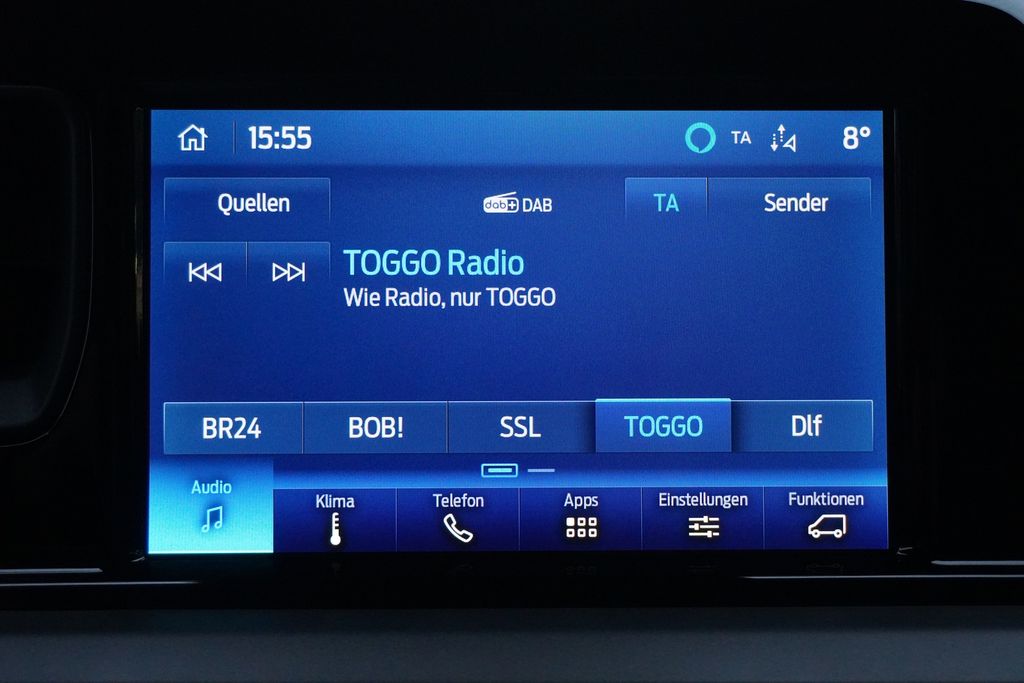 15:55 TA 8°
Quellen dab+ DAB TA Sender
TOGGO Radio
Wie Radio, nur TOGGO
BR24 BOB! SSL TOGGO Dlf
Audio Klima Telefon Apps Einstellungen Funktionen